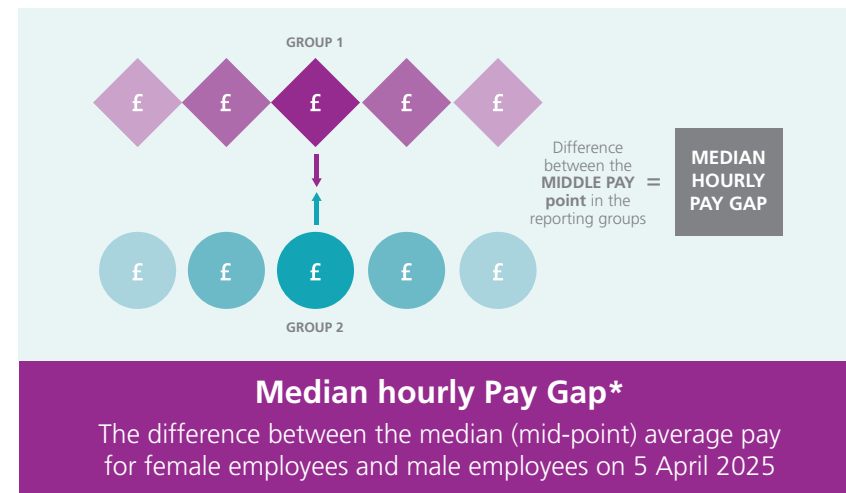 GROUP 1
£ £ £ £ £
Difference
between the
MIDDLE PAY
point in the
reporting groups
=
MEDIAN
HOURLY
PAY GAP
£ £ £ £ £
GROUP 2
Median hourly Pay Gap*
The difference between the median (mid-point) average pay
for female employees and male employees on 5 April 2025